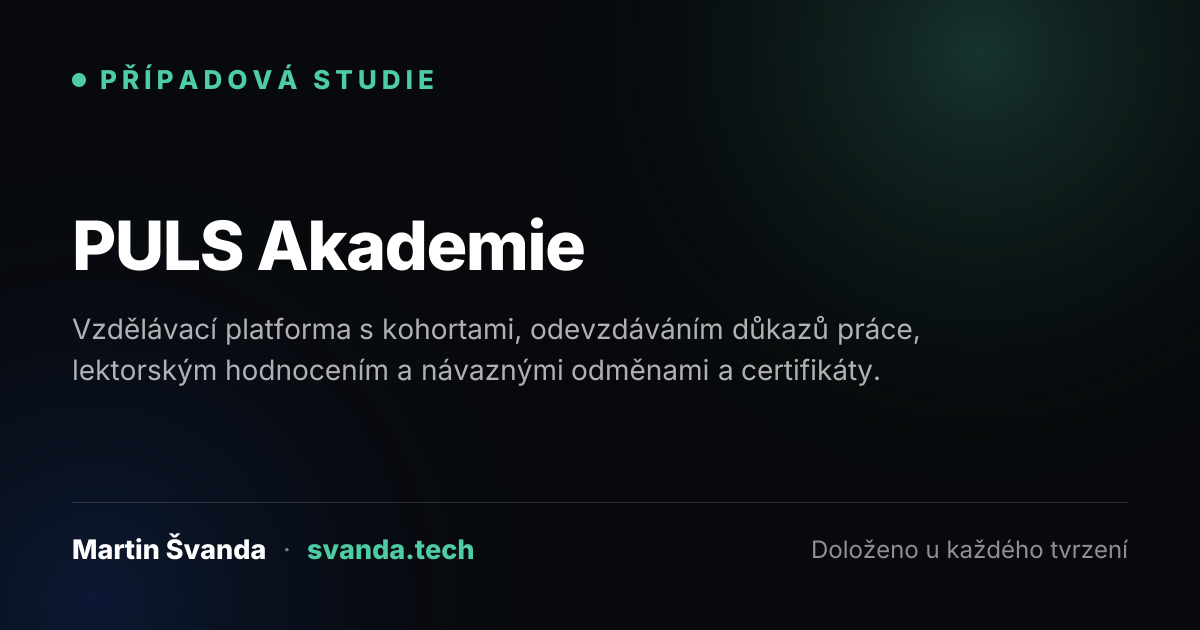 PŘÍPADOVÁ STUDIE
PULS Akademie
Vzdělávací platforma s kohortami, odevzdáváním důkazů práce,
lektorským hodnocením a návaznými odměnami a certifikáty.
Martin Švanda · svanda.tech
Doloženo u každého tvrzení